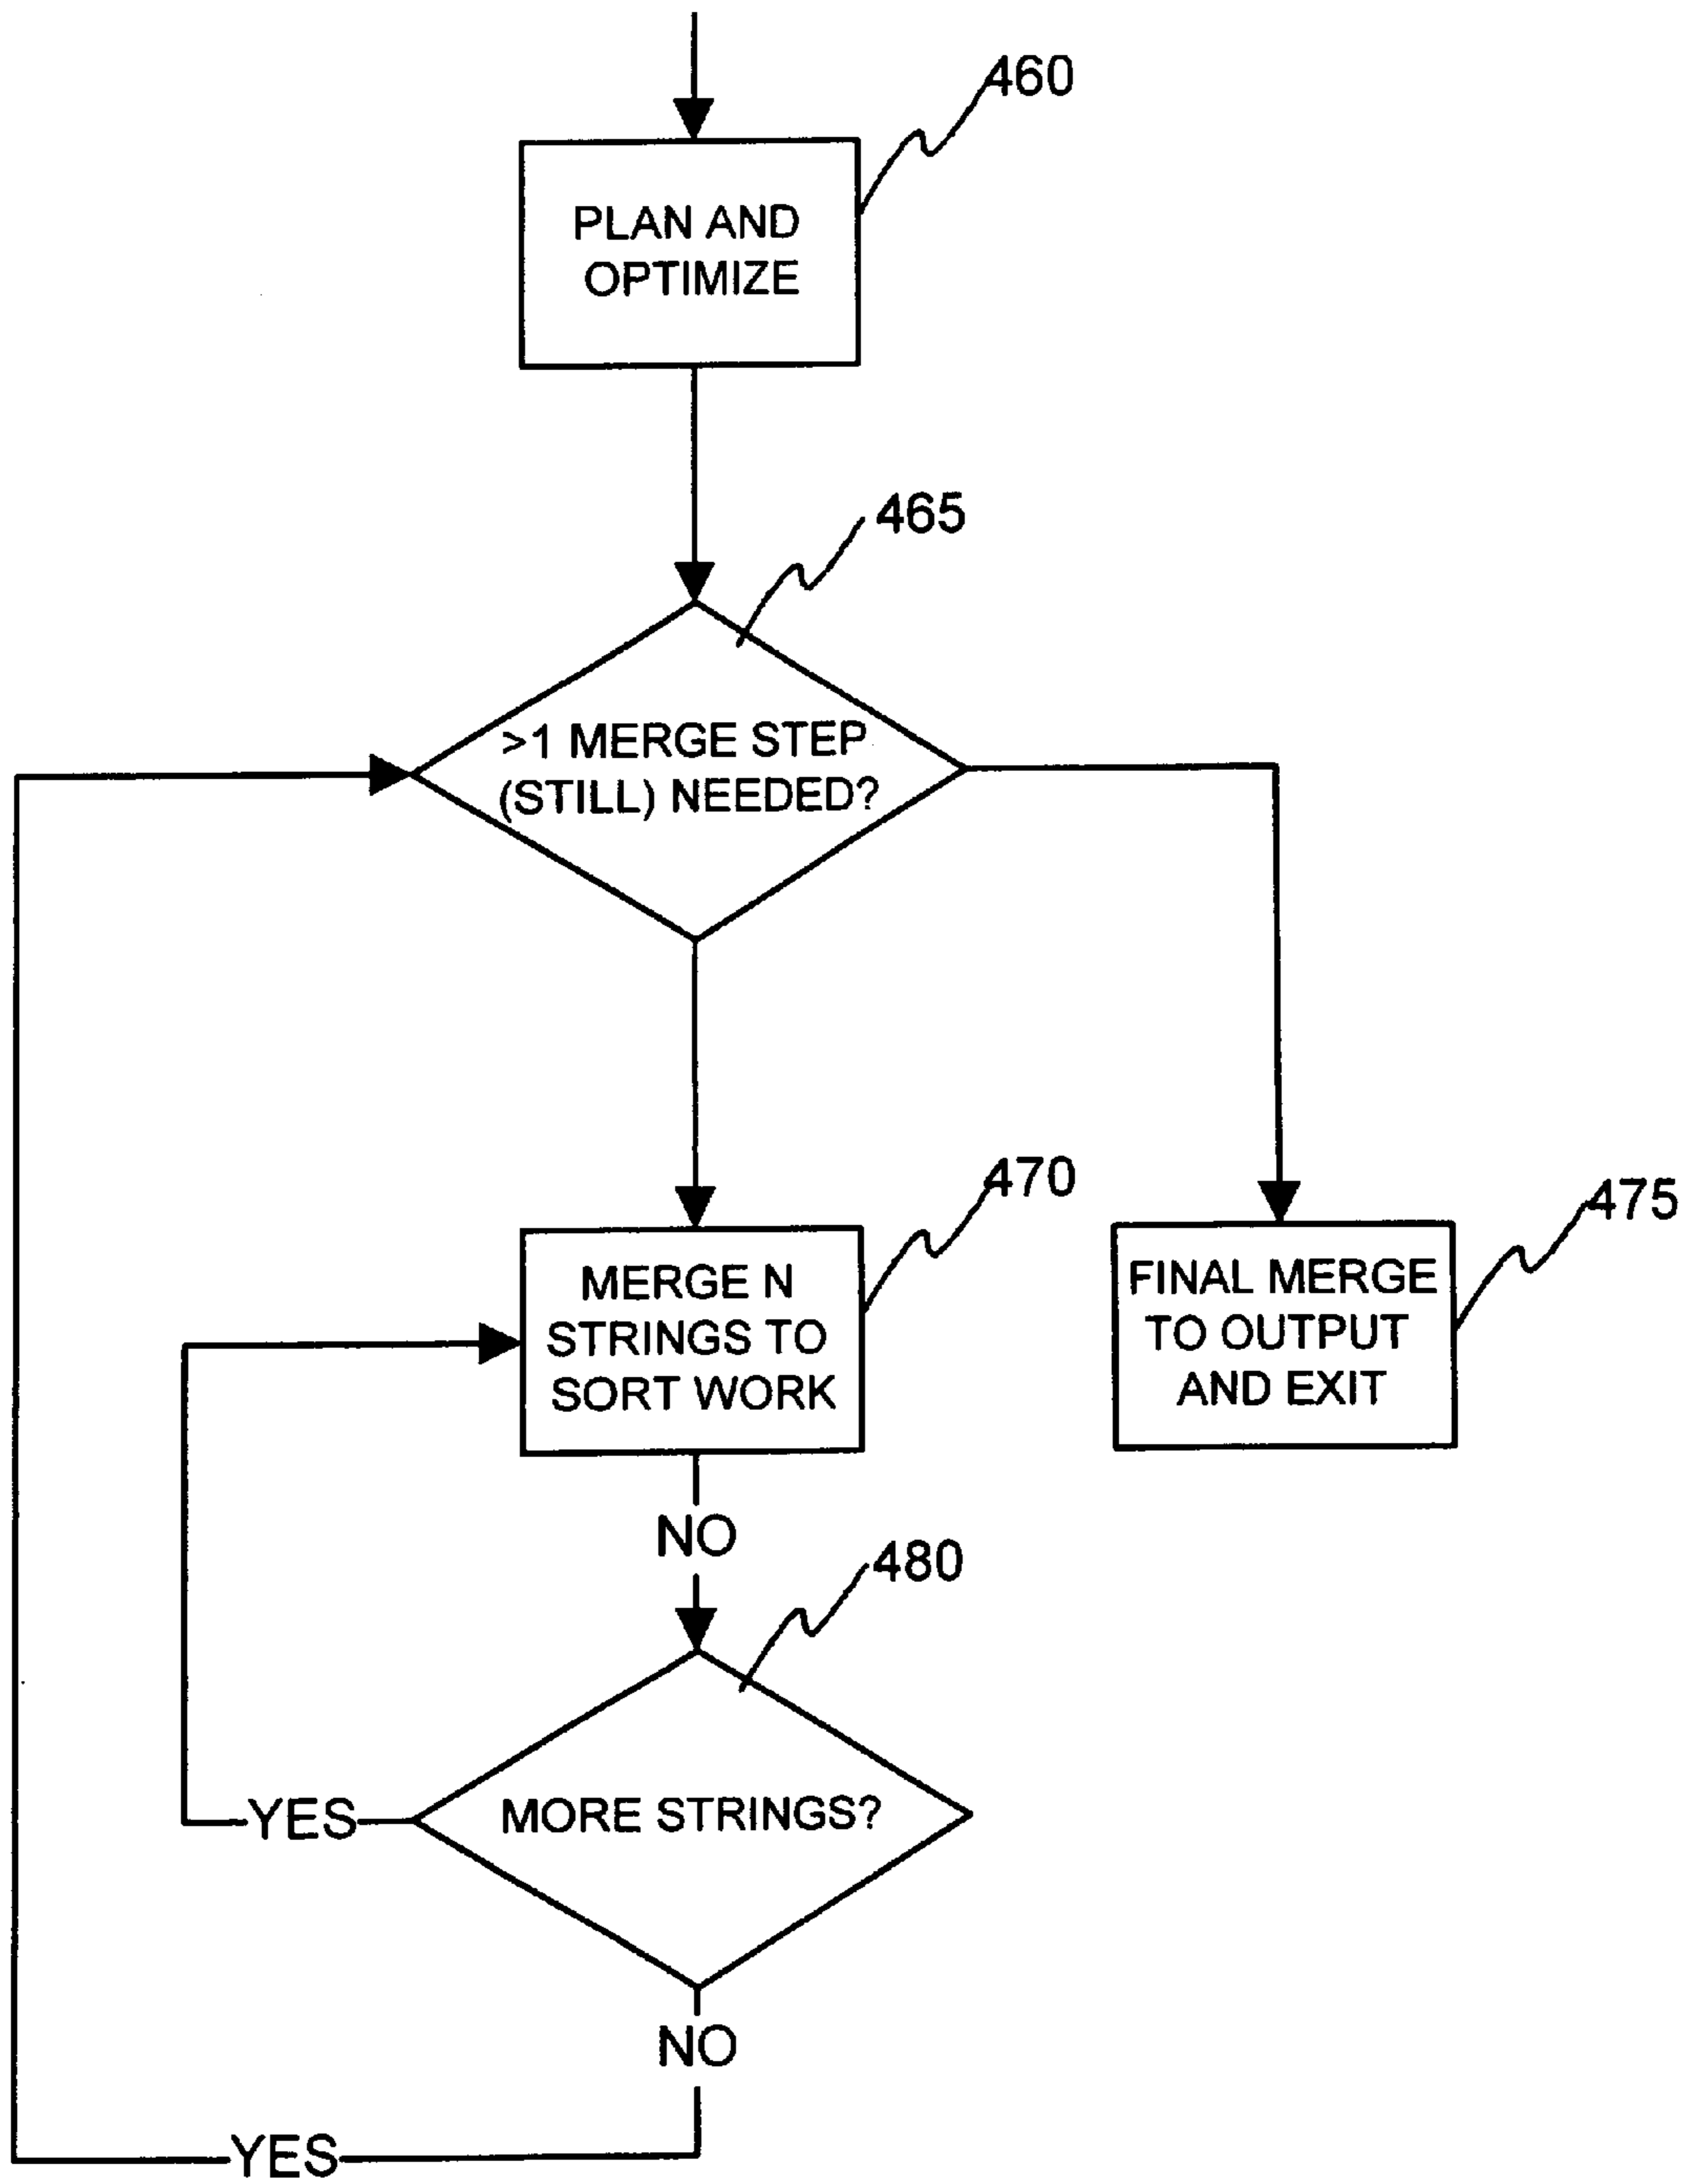 460
PLAN AND
OPTIMIZE
465
>1 MERGE STEP
(STILL) NEEDED?
470
475
MERGE N
STRINGS TO
SORT WORK
FINAL MERGE
TO OUTPUT
AND EXIT
NO
480
YES
MORE STRINGS?
NO
YES